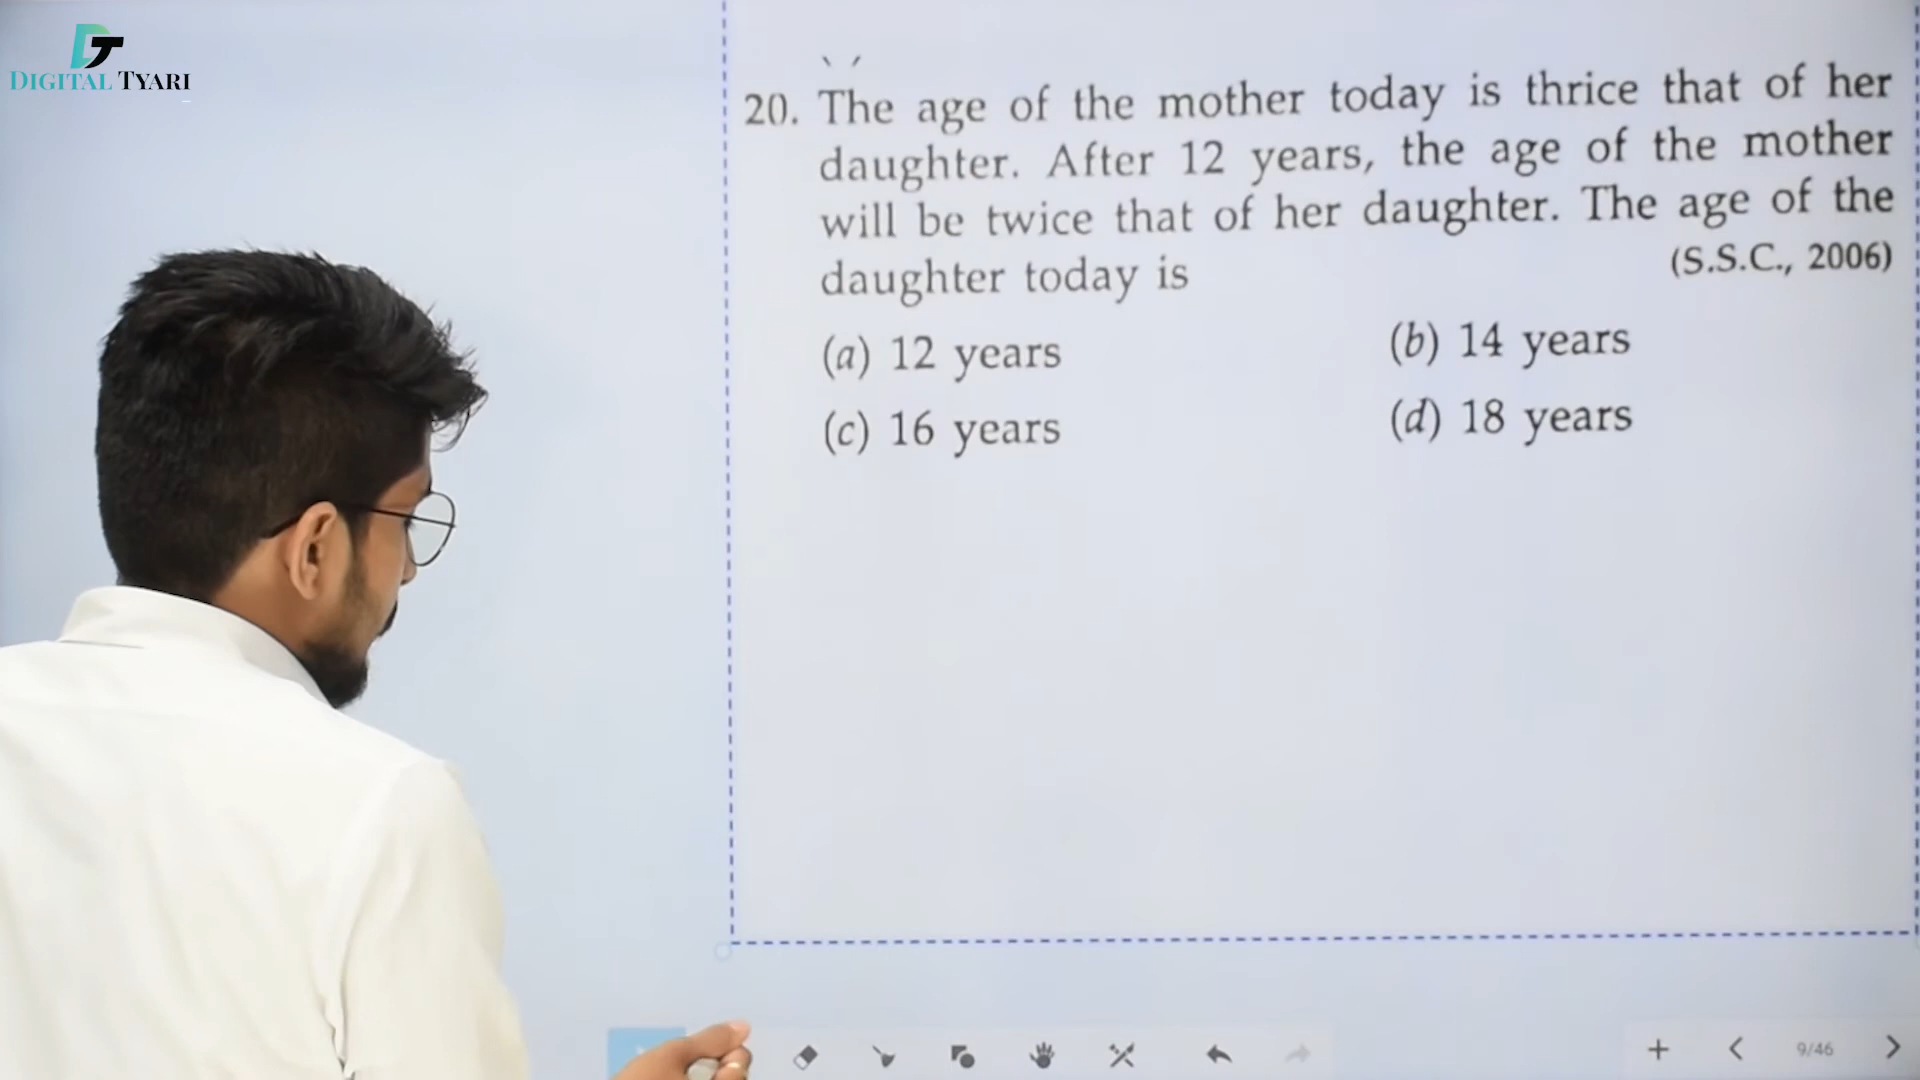 DIGITAL TYARI
20. The age of the mother today is thrice that of her
daughter. After 12 years, the age of the mother
will be twice that of her daughter. The age of the
daughter today is (S.S.C., 2006)
(a) 12 years (b) 14 years
(c) 16 years (d) 18 years
9/46